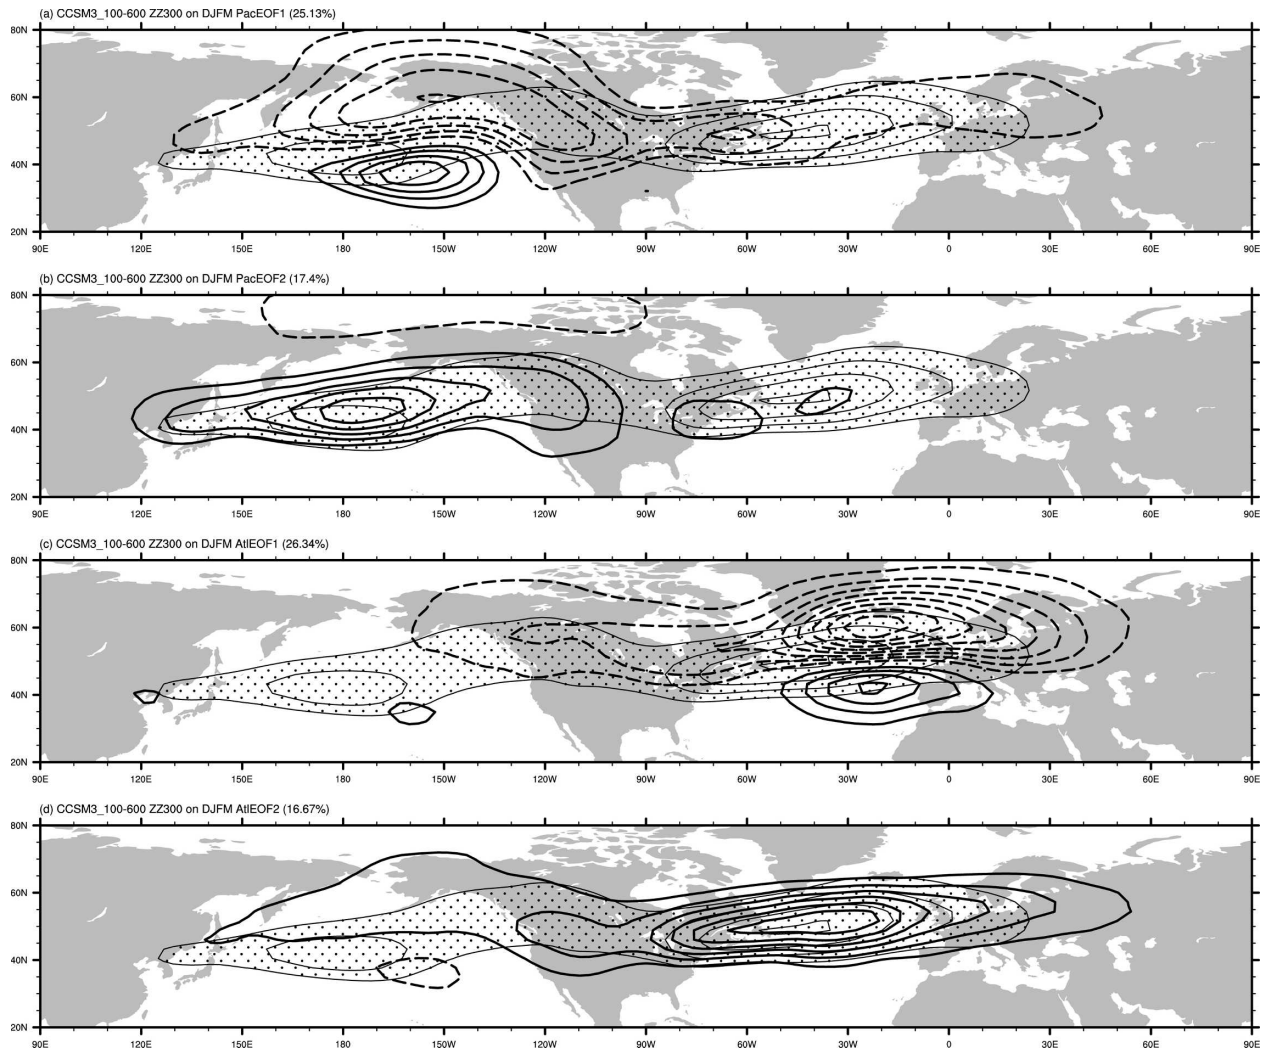 (a) CCSM3_100-600 ZZ300 on DJFM PacEOF1 (25.13%)
80N
60N
40N
20N
90E 120E 150E 180 150W 120W 90W 60W 30W 0 30E 60E 90E
(b) CCSM3_100-600 ZZ300 on DJFM PacEOF2 (17.4%)
80N
60N
40N
20N
90E 120E 150E 180 150W 120W 90W 60W 30W 0 30E 60E 90E
(c) CCSM3_100-600 ZZ300 on DJFM AtlEOF1 (26.34%)
80N
60N
40N
20N
90E 120E 150E 180 150W 120W 90W 60W 30W 0 30E 60E 90E
(d) CCSM3_100-600 ZZ300 on DJFM AtlEOF2 (16.67%)
80N
60N
40N
20N
90E 120E 150E 180 150W 120W 90W 60W 30W 0 30E 60E 90E